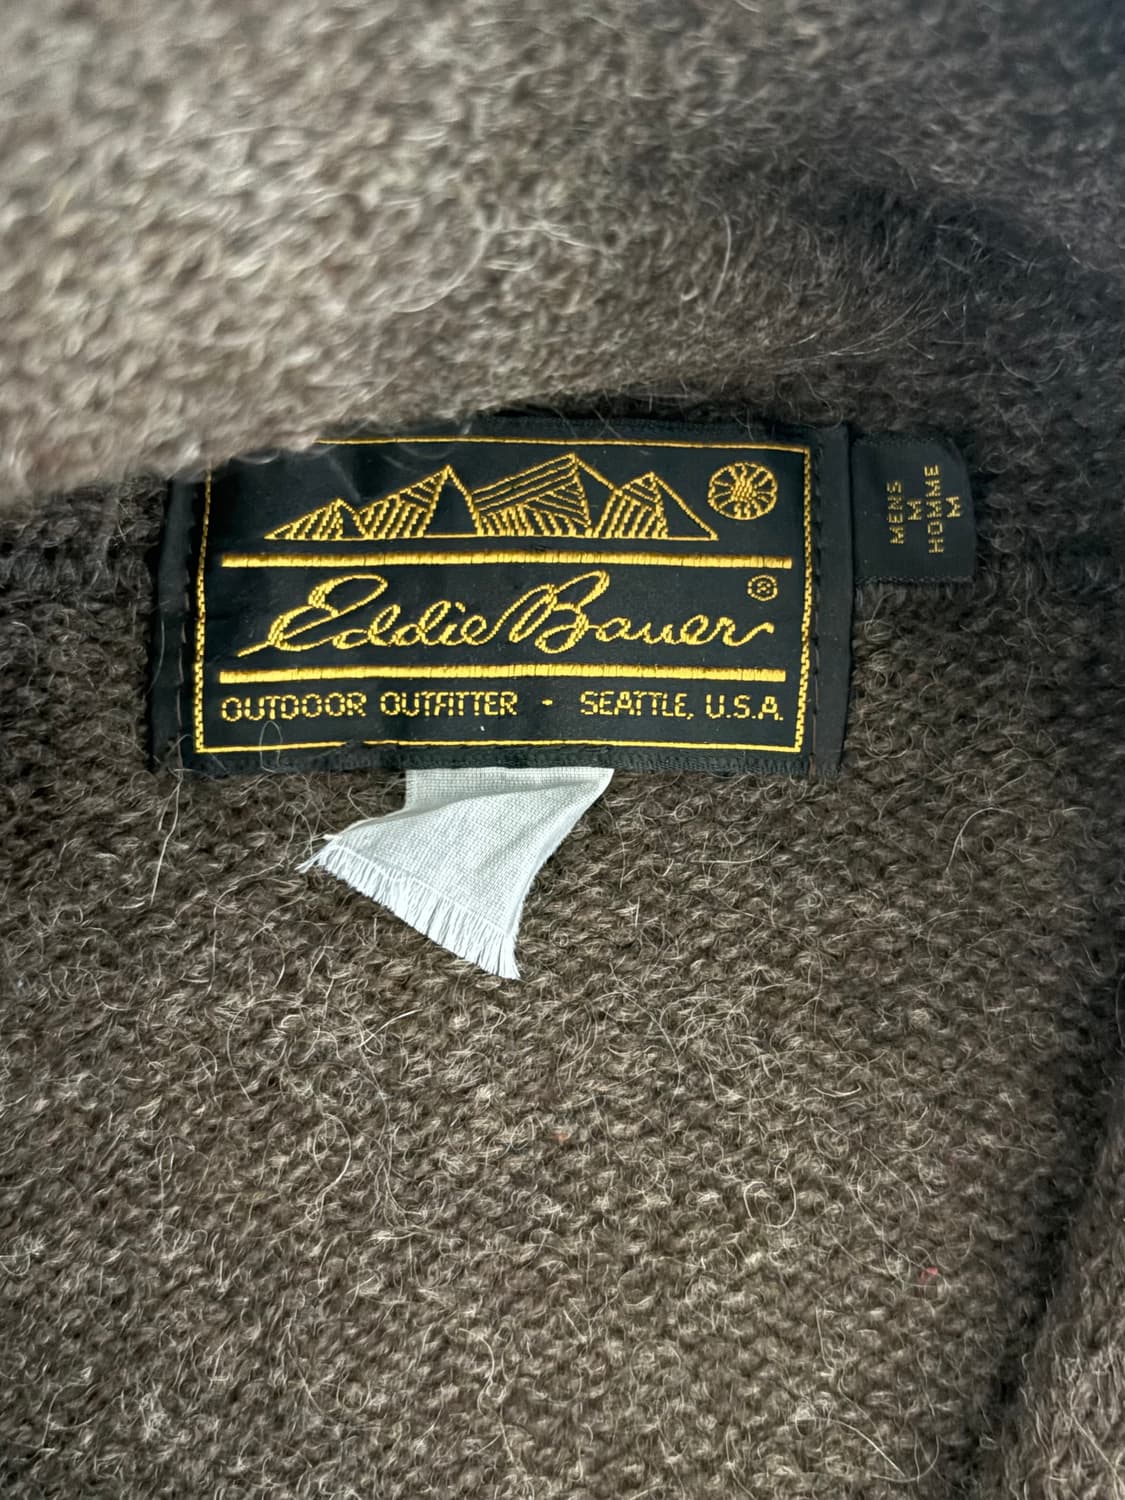 Eddie Bauer ®
OUTDOOR OUTFITTER · SEATTLE, U.S.A.
MENS
M
HOMME
M